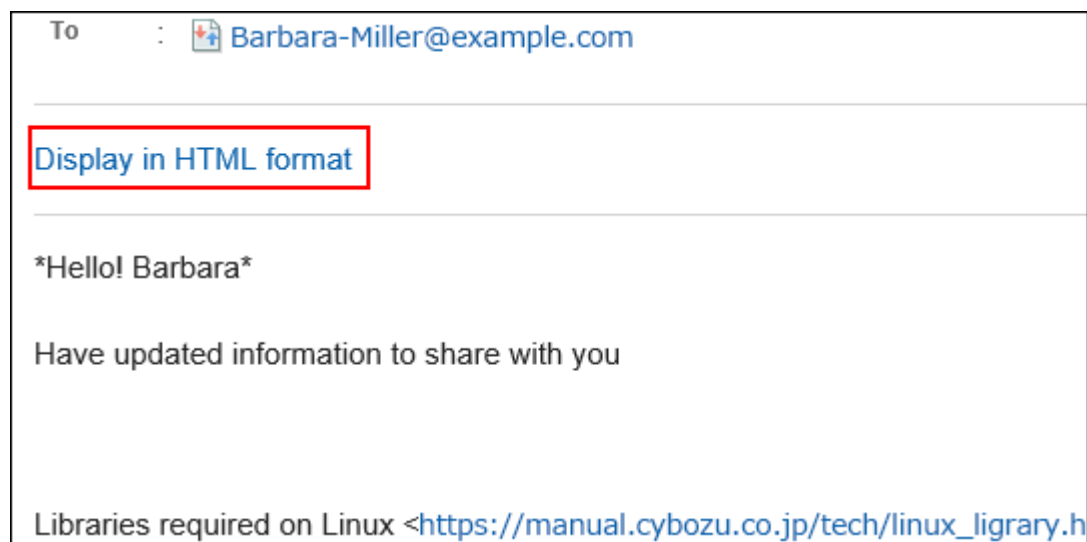 To : Barbara-Miller@example.com
Display in HTML format
*Hello! Barbara*
Have updated information to share with you
Libraries required on Linux <https://manual.cybozu.co.jp/tech/linux_ligrary.h